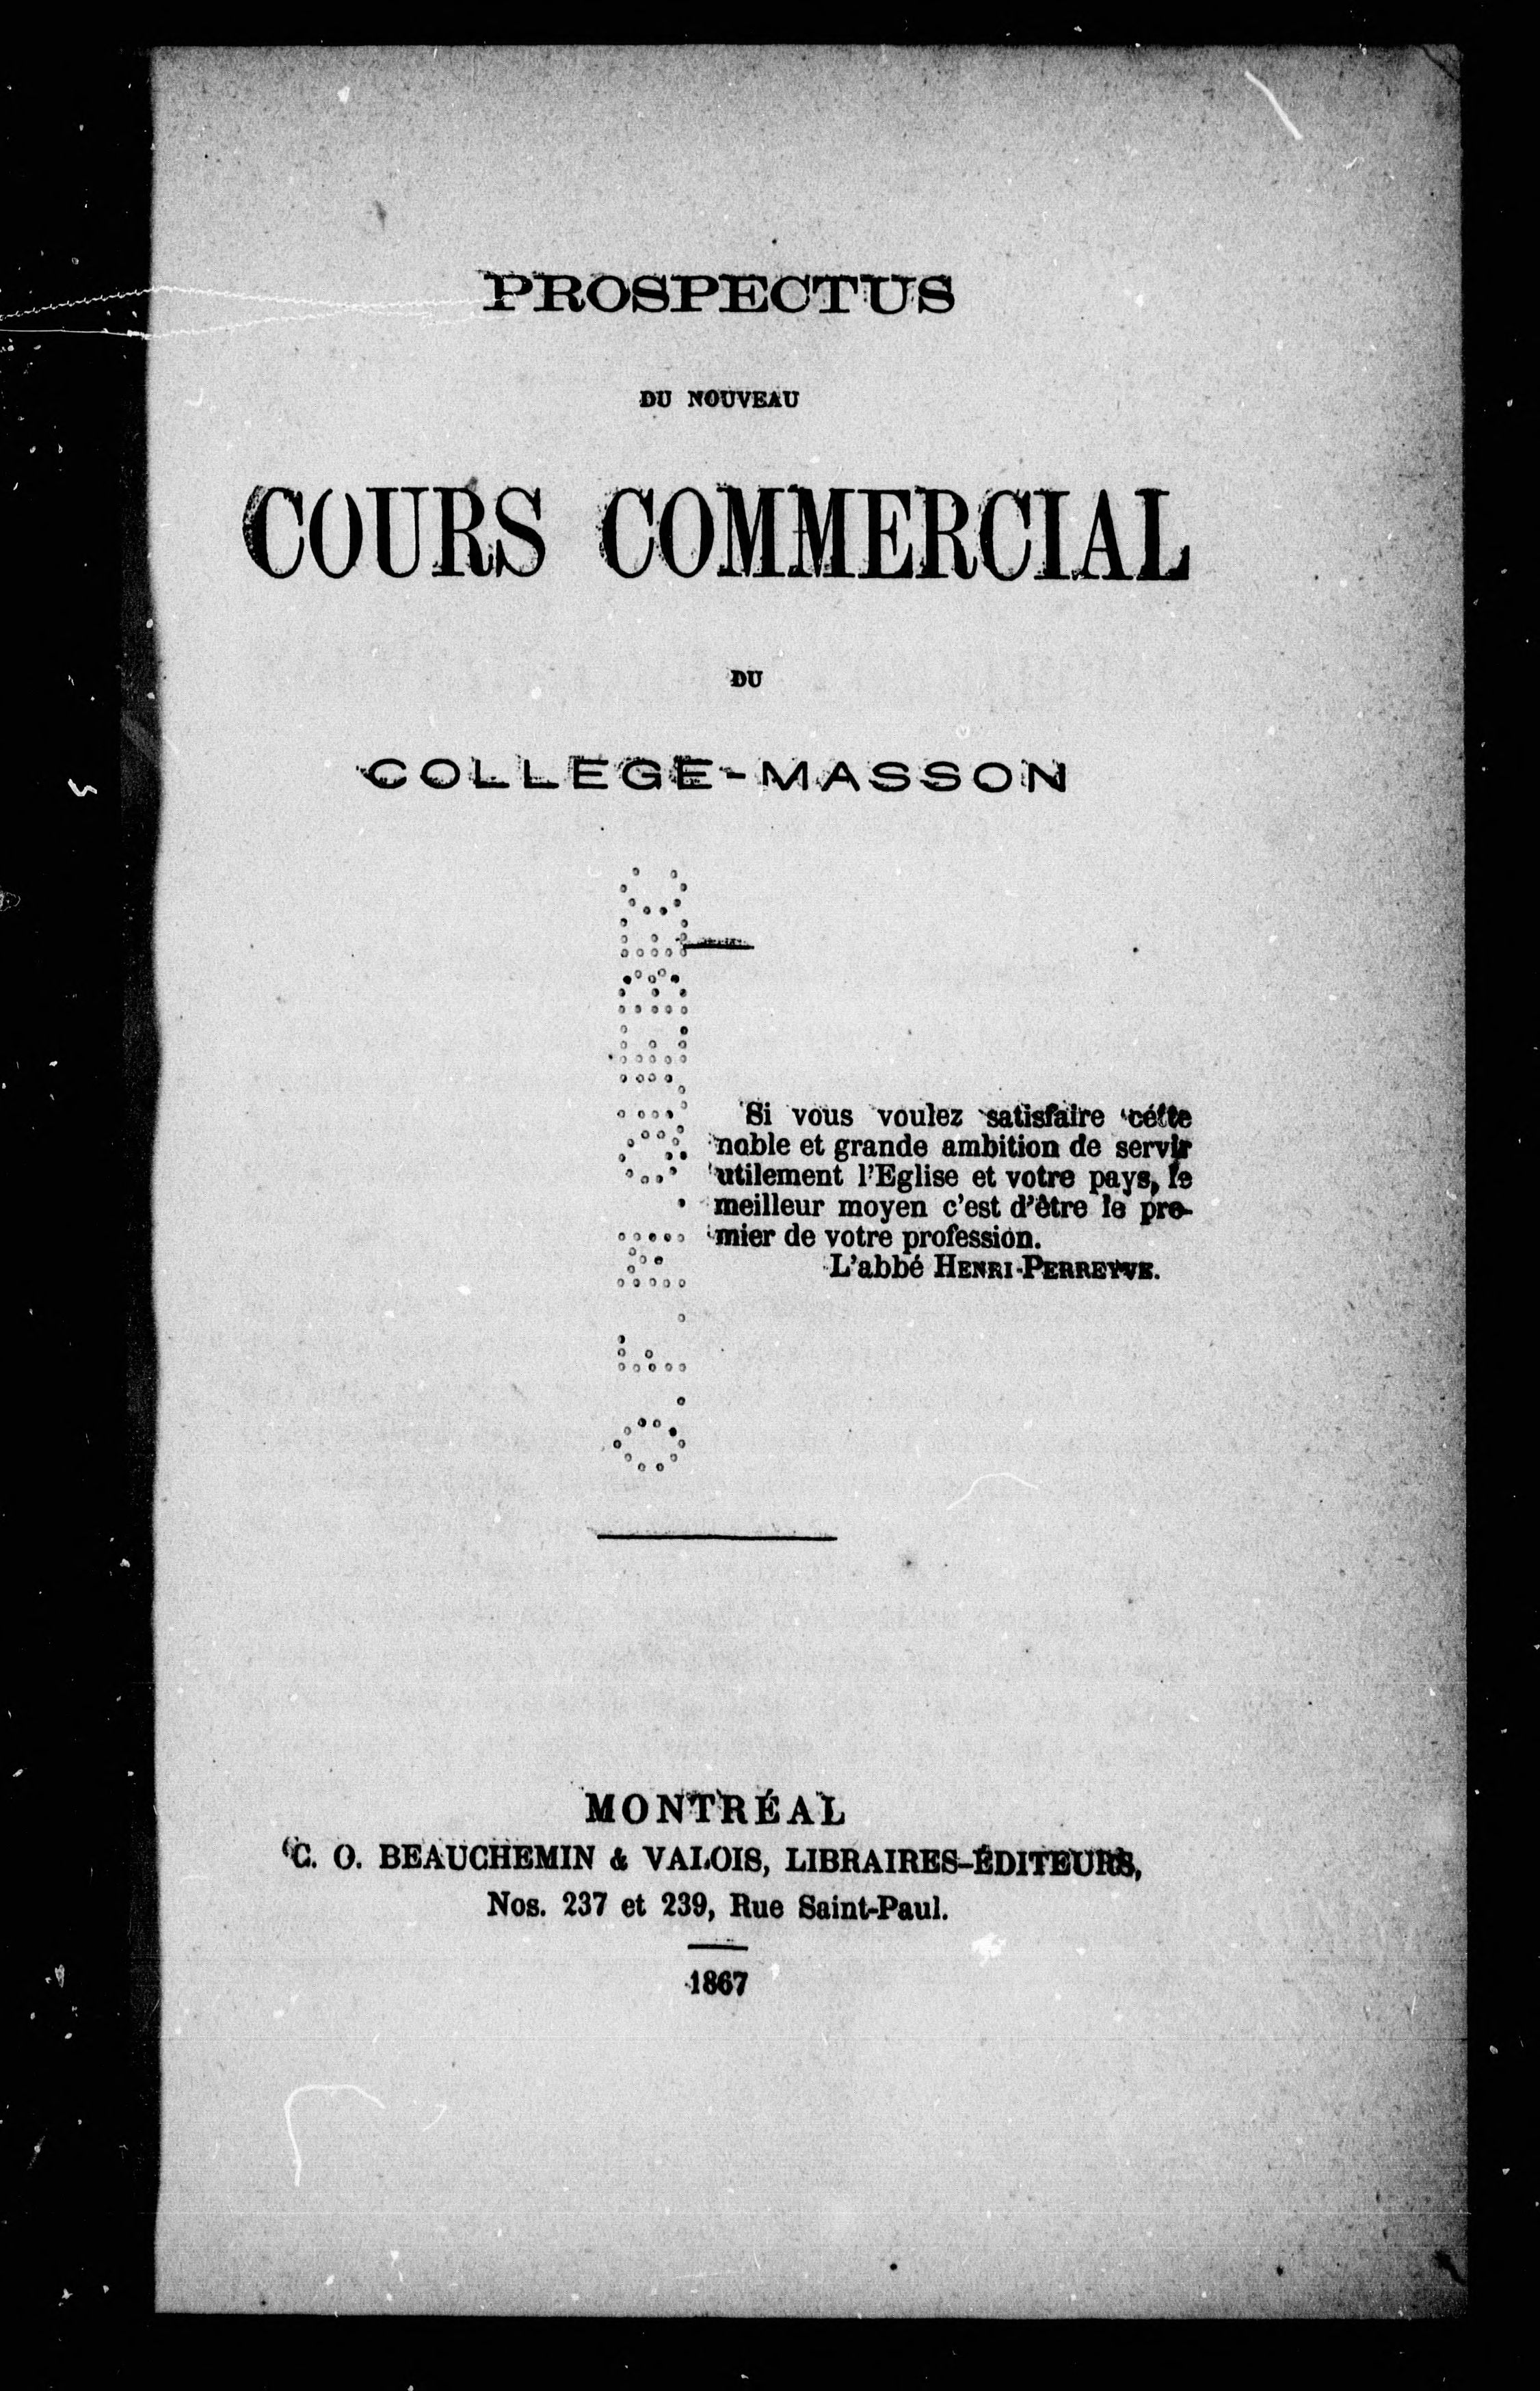 PROSPECTUS
DU NOUVEAU
COURS COMMERCIAL
DU
COLLEGE-MASSON
Si vous voulez satisfaire cette
noble et grande ambition de servir
utilement l'Eglise et votre pays, le
meilleur moyen c'est d'être le pre-
mier de votre profession.
L'abbé HENRI PERREYVE.
MONTRÉAL
C. O. BEAUCHEMIN & VALOIS, LIBRAIRES-ÉDITEURS,
Nos. 237 et 239, Rue Saint-Paul.
1867